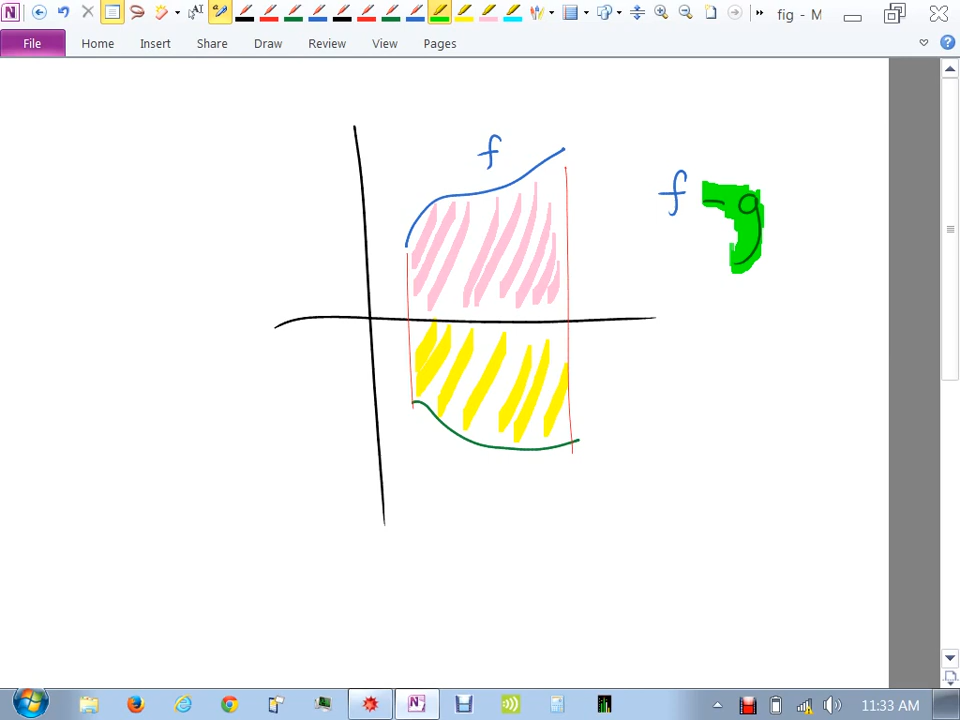 fig - M
File Home Insert Share Draw Review View Pages
f
f - g
11:33 AM